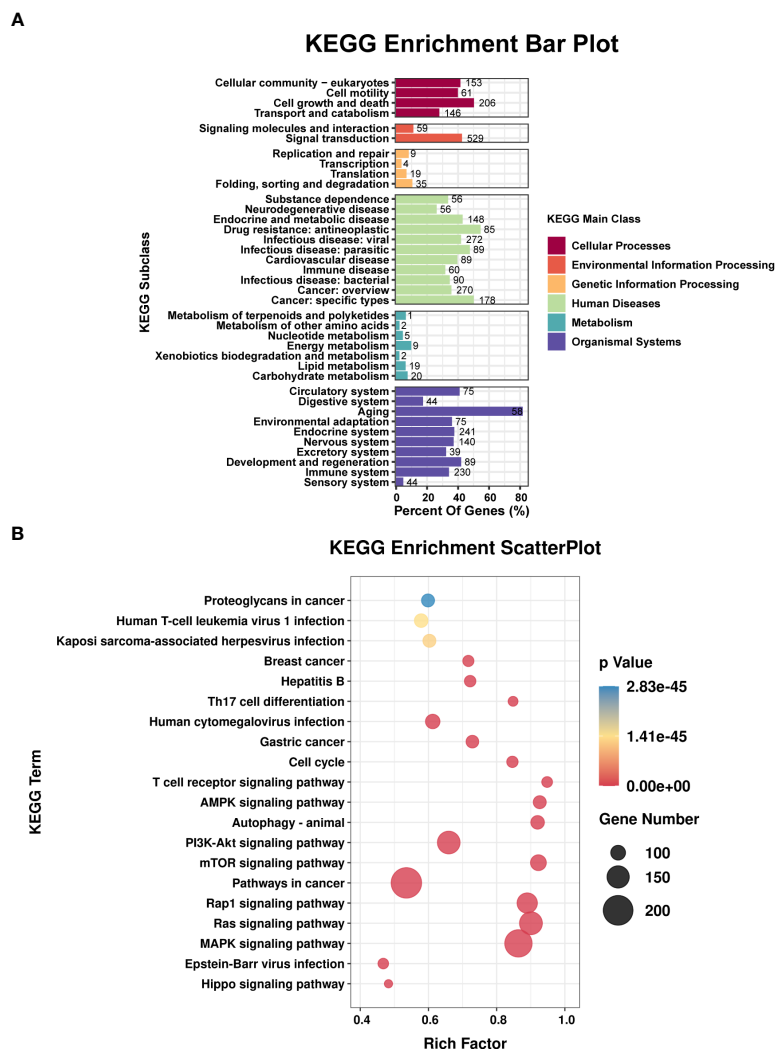 A
KEGG Enrichment Bar Plot
KEGG Subclass
Cellular community − eukaryotes 153
Cell motility 61
Cell growth and death 206
Transport and catabolism 146
Signaling molecules and interaction 59
Signal transduction 529
Replication and repair 9
Transcription 4
Translation 19
Folding, sorting and degradation 35
Substance dependence 56
Neurodegenerative disease 56
Endocrine and metabolic disease 148
Drug resistance: antineoplastic 85
Infectious disease: viral 272
Infectious disease: parasitic 89
Cardiovascular disease 89
Immune disease 60
Infectious disease: bacterial 90
Cancer: overview 270
Cancer: specific types 178
Metabolism of terpenoids and polyketides 1
Metabolism of other amino acids 2
Nucleotide metabolism 5
Energy metabolism 9
Xenobiotics biodegradation and metabolism 2
Lipid metabolism 19
Carbohydrate metabolism 20
Circulatory system 75
Digestive system 44
Aging 58
Environmental adaptation 75
Endocrine system 241
Nervous system 140
Excretory system 39
Development and regeneration 89
Immune system 230
Sensory system 44
0 20 40 60 80
Percent Of Genes (%)
KEGG Main Class
Cellular Processes
Environmental Information Processing
Genetic Information Processing
Human Diseases
Metabolism
Organismal Systems
B
KEGG Enrichment ScatterPlot
KEGG Term
Proteoglycans in cancer
Human T-cell leukemia virus 1 infection
Kaposi sarcoma-associated herpesvirus infection
Breast cancer
Hepatitis B
Th17 cell differentiation
Human cytomegalovirus infection
Gastric cancer
Cell cycle
T cell receptor signaling pathway
AMPK signaling pathway
Autophagy - animal
PI3K-Akt signaling pathway
mTOR signaling pathway
Pathways in cancer
Rap1 signaling pathway
Ras signaling pathway
MAPK signaling pathway
Epstein-Barr virus infection
Hippo signaling pathway
0.4 0.6 0.8 1.0
Rich Factor
p Value
2.83e-45
1.41e-45
0.00e+00
Gene Number
100
150
200